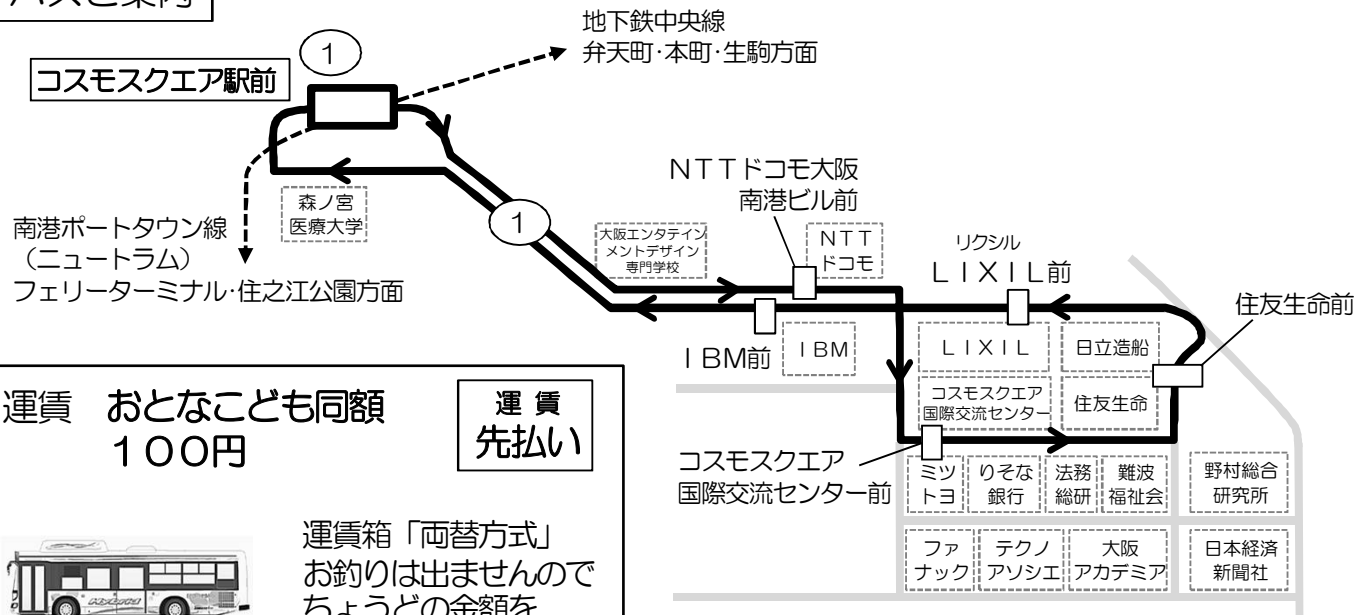 バスご案内
地下鉄中央線
弁天町・本町・生駒方面
①
コスモスクエア駅前
南港ポートタウン線
（ニュートラム）
フェリーターミナル・住之江公園方面
森ノ宮
医療大学
①
NTTドコモ大阪
南港ビル前
大阪エンタテイン
メントデザイン
専門学校
NTT
ドコモ
リクシル
LIXIL前
住友生命前
IBM前
IBM
LIXIL
日立造船
コスモスクエア
国際交流センター
住友生命
コスモスクエア
国際交流センター前
ミツ
トヨ
りそな
銀行
法務
総研
難波
福祉会
野村総合
研究所
ファ
ナック
テクノ
アソシエ
大阪
アカデミア
日本経済
新聞社
運賃 おとなこども同額
100円
運賃
先払い
運賃箱「両替方式」
お釣りは出ませんので
ちょうどの金額を